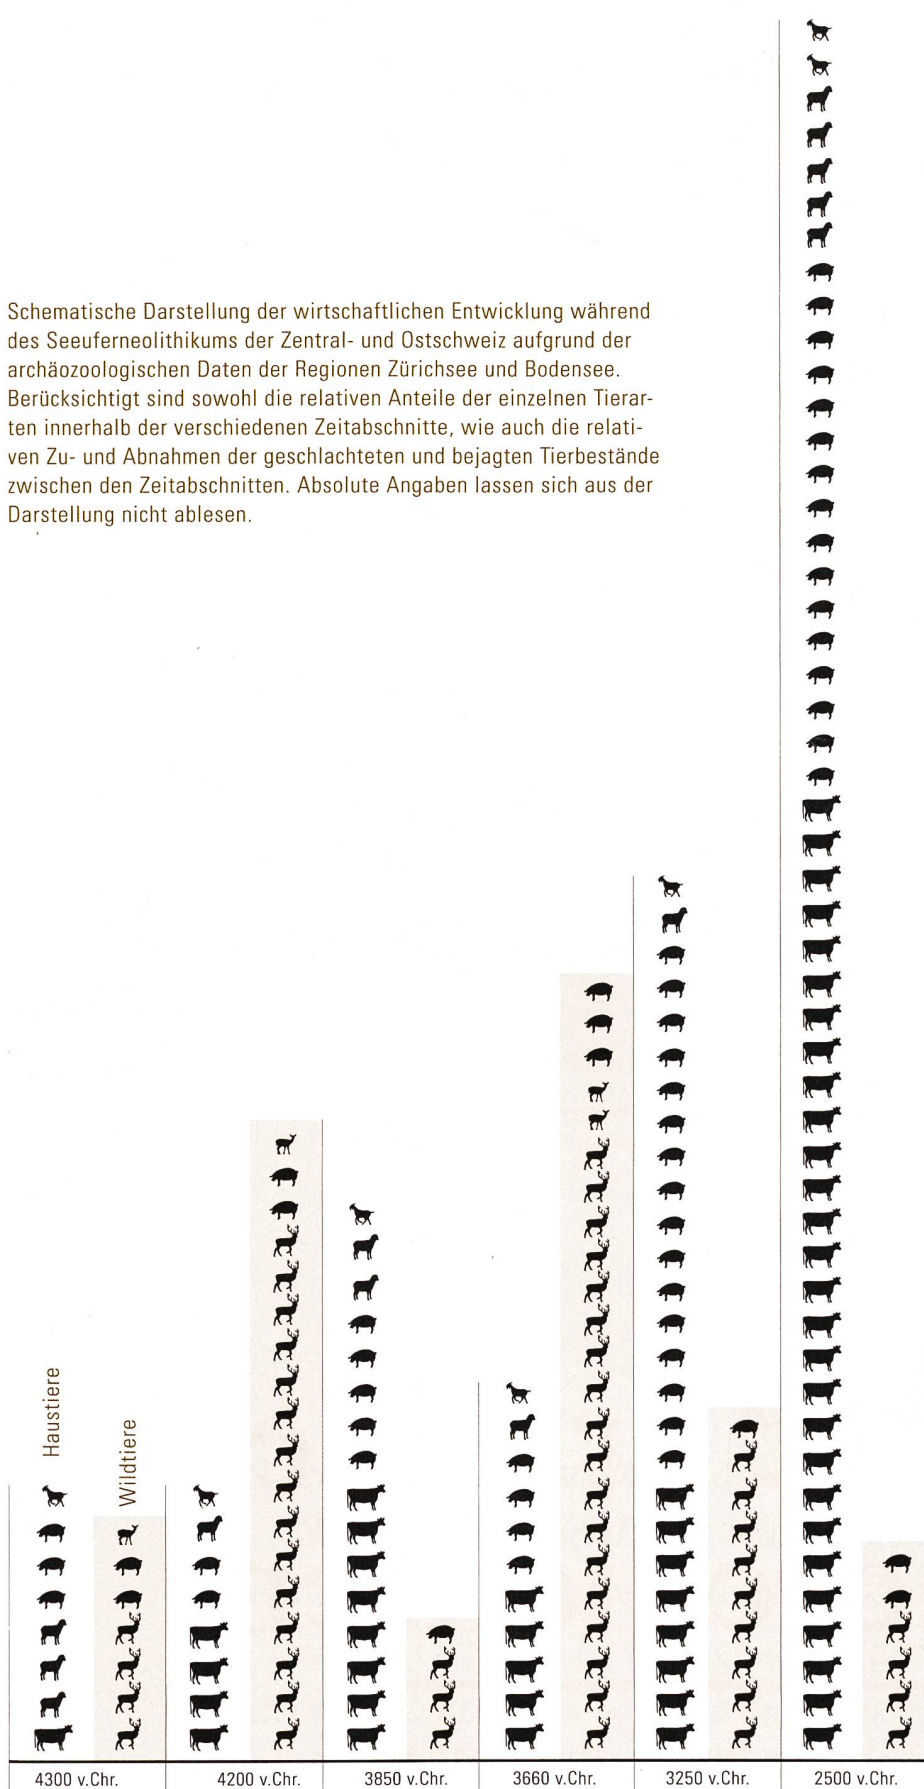 Schematische Darstellung der wirtschaftlichen Entwicklung während
des Seeuferneolithikums der Zentral- und Ostschweiz aufgrund der
archäozoologischen Daten der Regionen Zürichsee und Bodensee.
Berücksichtigt sind sowohl die relativen Anteile der einzelnen Tierar-
ten innerhalb der verschiedenen Zeitabschnitte, wie auch die relati-
ven Zu- und Abnahmen der geschlachteten und bejagten Tierbestände
zwischen den Zeitabschnitten. Absolute Angaben lassen sich aus der
Darstellung nicht ablesen.
Haustiere
Wildtiere
4300 v.Chr.
4200 v.Chr.
3850 v.Chr.
3660 v.Chr.
3250 v.Chr.
2500 v.Chr.